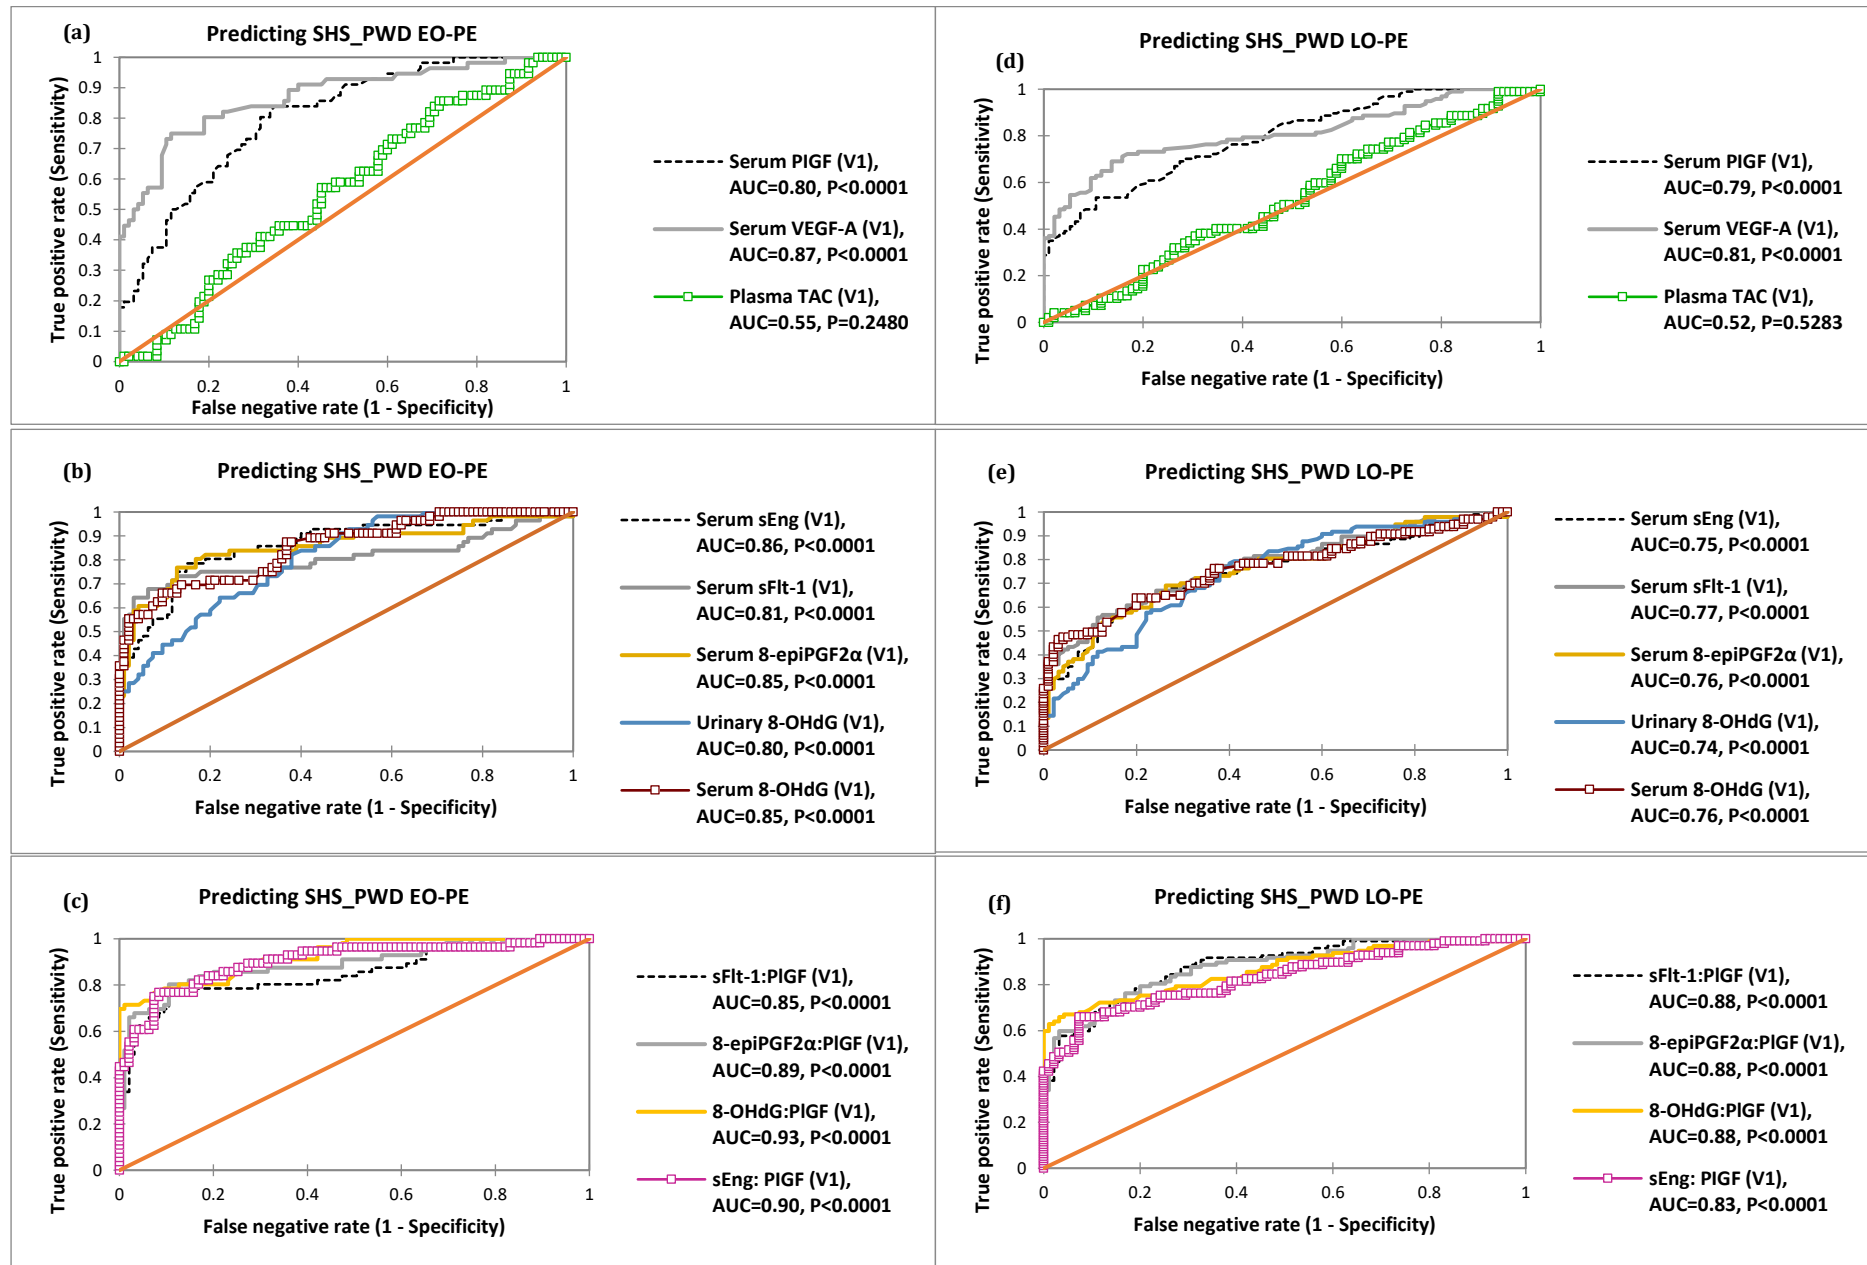 (a)
Predicting SHS_PWD EO-PE
True positive rate (Sensitivity)
1
0.9
0.8
0.7
0.6
0.5
0.4
0.3
0.2
0.1
0
0 0.2 0.4 0.6 0.8 1
False negative rate (1 - Specificity)
Serum PlGF (V1),
AUC=0.80, P<0.0001
Serum VEGF-A (V1),
AUC=0.87, P<0.0001
Plasma TAC (V1),
AUC=0.55, P=0.2480
(d)
Predicting SHS_PWD LO-PE
True positive rate (Sensitivity)
1
0.8
0.6
0.4
0.2
0
0 0.2 0.4 0.6 0.8 1
False negative rate (1 - Specificity)
Serum PlGF (V1),
AUC=0.79, P<0.0001
Serum VEGF-A (V1),
AUC=0.81, P<0.0001
Plasma TAC (V1),
AUC=0.52, P=0.5283
(b)
Predicting SHS_PWD EO-PE
True positive rate (Sensitivity)
1
0.9
0.8
0.7
0.6
0.5
0.4
0.3
0.2
0.1
0
0 0.2 0.4 0.6 0.8 1
False negative rate (1 - Specificity)
Serum sEng (V1),
AUC=0.86, P<0.0001
Serum sFlt-1 (V1),
AUC=0.81, P<0.0001
Serum 8-epiPGF2α (V1),
AUC=0.85, P<0.0001
Urinary 8-OHdG (V1),
AUC=0.80, P<0.0001
Serum 8-OHdG (V1),
AUC=0.85, P<0.0001
(e)
Predicting SHS_PWD LO-PE
True positive rate (Sensitivity)
1
0.9
0.8
0.7
0.6
0.5
0.4
0.3
0.2
0.1
0
0 0.2 0.4 0.6 0.8 1
False negative rate (1 - Specificity)
Serum sEng (V1),
AUC=0.75, P<0.0001
Serum sFlt-1 (V1),
AUC=0.77, P<0.0001
Serum 8-epiPGF2α (V1),
AUC=0.76, P<0.0001
Urinary 8-OHdG (V1),
AUC=0.74, P<0.0001
Serum 8-OHdG (V1),
AUC=0.76, P<0.0001
(c)
Predicting SHS_PWD EO-PE
True positive rate (Sensitivity)
1
0.8
0.6
0.4
0.2
0
0 0.2 0.4 0.6 0.8 1
False negative rate (1 - Specificity)
sFlt-1:PlGF (V1),
AUC=0.85, P<0.0001
8-epiPGF2α:PlGF (V1),
AUC=0.89, P<0.0001
8-OHdG:PlGF (V1),
AUC=0.93, P<0.0001
sEng: PlGF (V1),
AUC=0.90, P<0.0001
(f)
Predicting SHS_PWD LO-PE
True positive rate (Sensitivity)
1
0.8
0.6
0.4
0.2
0
0 0.2 0.4 0.6 0.8 1
False negative rate (1 - Specificity)
sFlt-1:PlGF (V1),
AUC=0.88, P<0.0001
8-epiPGF2α:PlGF (V1),
AUC=0.88, P<0.0001
8-OHdG:PlGF (V1),
AUC=0.88, P<0.0001
sEng: PlGF (V1),
AUC=0.83, P<0.0001